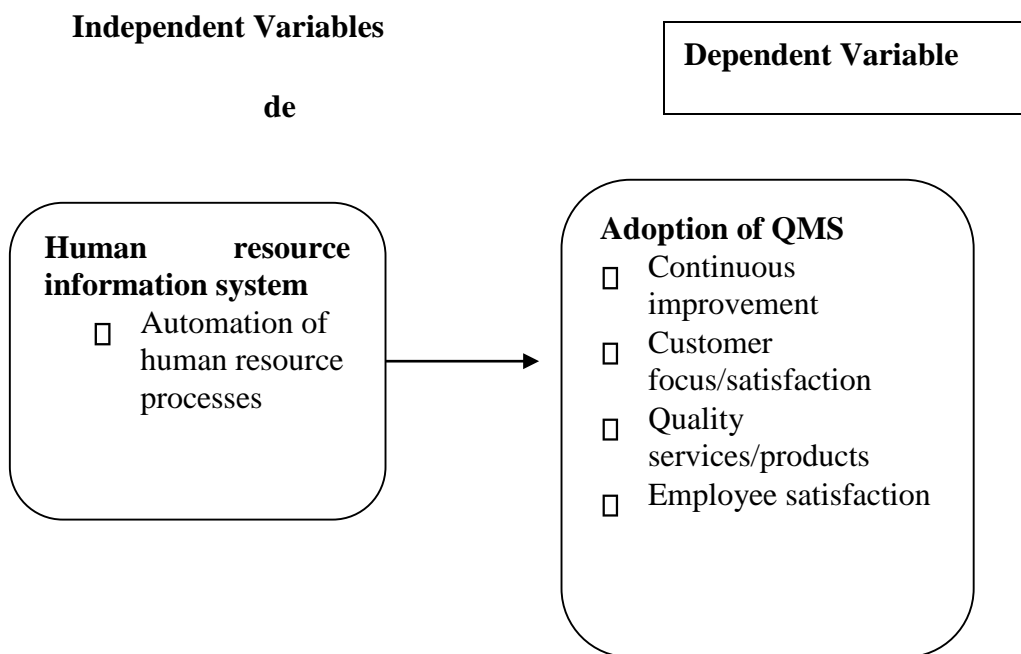 Independent Variables
Dependent Variable
de
Human resource
information system
Automation of
human resource
processes
Adoption of QMS
Continuous
improvement
Customer
focus/satisfaction
Quality
services/products
Employee satisfaction